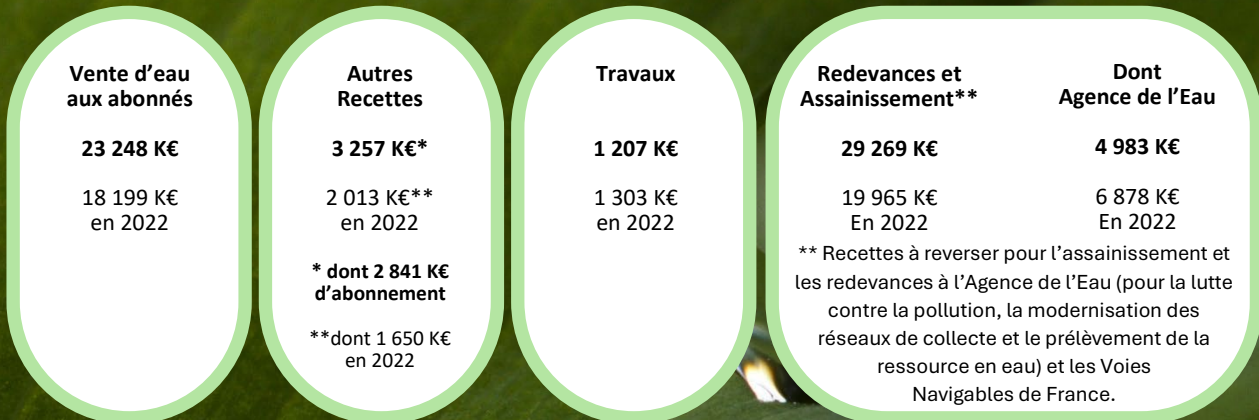 Vente d'eau
aux abonnés
23 248 K€
18 199 K€
en 2022
Autres
Recettes
3 257 K€*
2 013 K€**
en 2022
* dont 2 841 K€
d'abonnement
**dont 1 650 K€
en 2022
Travaux
1 207 K€
1 303 K€
en 2022
Redevances et
Assainissement**
29 269 K€
19 965 K€
En 2022
Dont
Agence de l'Eau
4 983 K€
6 878 K€
En 2022
** Recettes à reverser pour l'assainissement et
les redevances à l'Agence de l'Eau (pour la lutte
contre la pollution, la modernisation des
réseaux de collecte et le prélèvement de la
ressource en eau) et les Voies
Navigables de France.